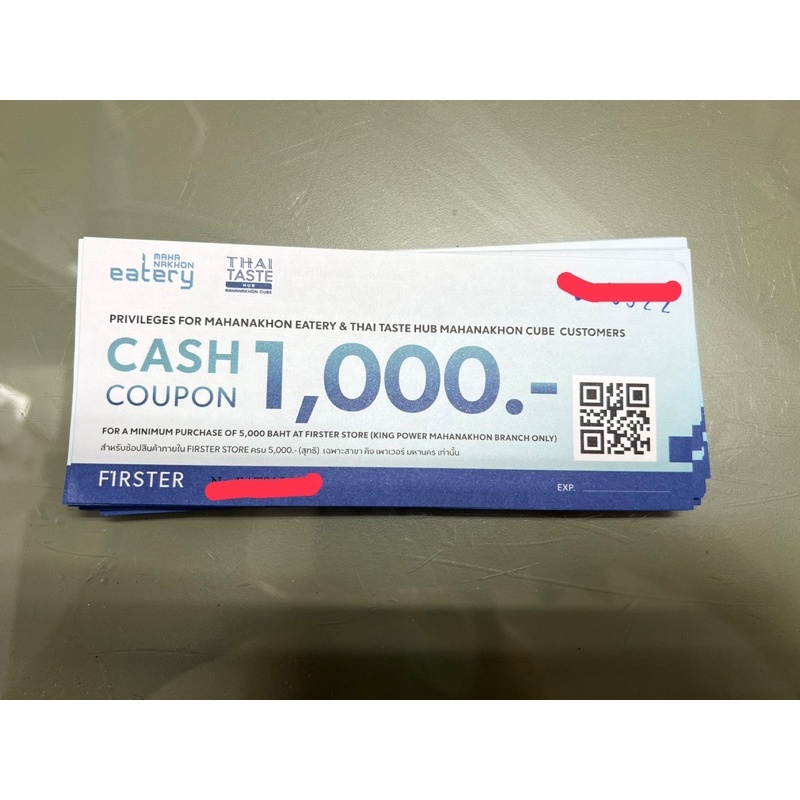 MAHA
NAKHON
eatery
THAI
TASTE
HUB
MAHANAKHON CUBE
PRIVILEGES FOR MAHANAKHON EATERY & THAI TASTE HUB MAHANAKHON CUBE CUSTOMERS
CASH
COUPON
1,000.-
FOR A MINIMUM PURCHASE OF 5,000 BAHT AT FIRSTER STORE (KING POWER MAHANAKHON BRANCH ONLY)
สำหรับช้อปสินค้าภายใน FIRSTER STORE ครบ 5,000.- (สุทธิ) เฉพาะสาขา คิง เพาเวอร์ มหานคร เท่านั้น
F1RSTER
EXP.